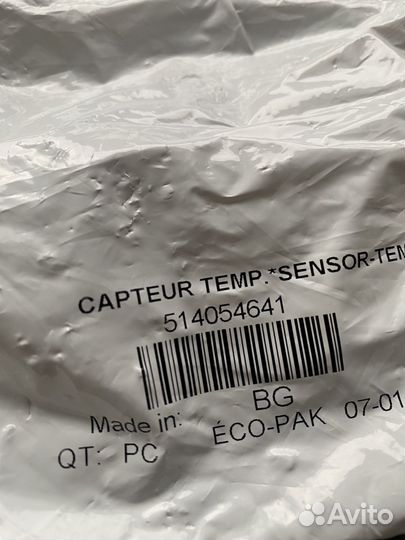 CAPTEUR TEMP.*SENSOR-TEM
514054641
Made in: BG
QT: PC ÉCO-PAK 07-01
Avito